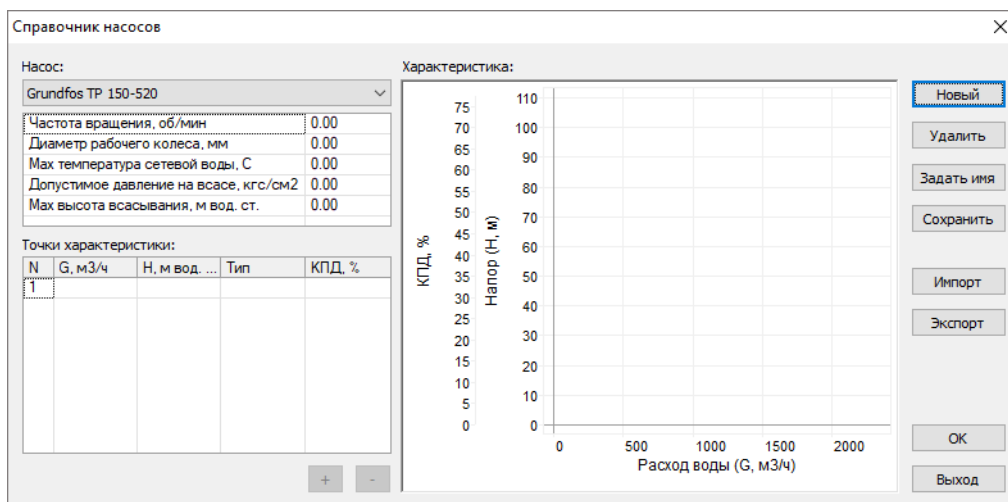 Справочник насосов
Насос:
Grundfos TP 150-520
Частота вращения, об/мин 0.00
Диаметр рабочего колеса, мм 0.00
Мах температура сетевой воды, С 0.00
Допустимое давление на всасе, кгс/см2 0.00
Мах высота всасывания, м вод. ст. 0.00
Точки характеристики:
N G, м3/ч Н, м вод. ... Тип КПД, %
1
+ -
Характеристика:
КПД, %
75
70
65
60
55
50
45
40
35
30
25
20
15
10
5
0
Напор (Н, м)
110
100
90
80
70
60
50
40
30
20
10
0
0 500 1000 1500 2000
Расход воды (G, м3/ч)
Новый
Удалить
Задать имя
Сохранить
Импорт
Экспорт
ОК
Выход